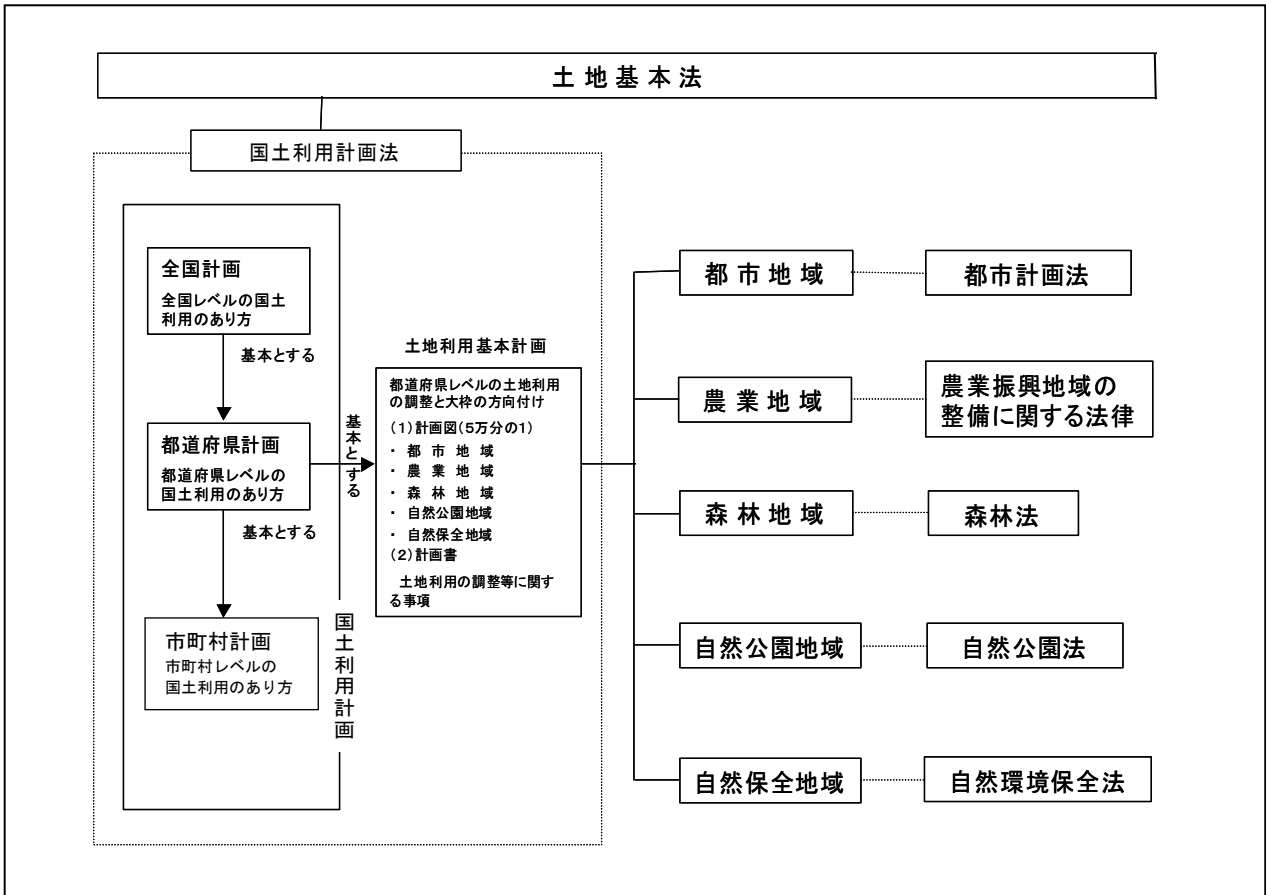 土地基本法
国土利用計画法
全国計画
全国レベルの国土
利用のあり方
基本とする
都道府県計画
都道府県レベルの
国土利用のあり方
基本とする
市町村計画
市町村レベルの
国土利用のあり方
国土利用計画
基本とする
土地利用基本計画
都道府県レベルの土地利用
の調整と大枠の方向付け
(1)計画図(5万分の1)
・ 都市地域
・ 農業地域
・ 森林地域
・ 自然公園地域
・ 自然保全地域
(2)計画書
土地利用の調整等に関す
る事項
都市地域
都市計画法
農業地域
農業振興地域の
整備に関する法律
森林地域
森林法
自然公園地域
自然公園法
自然保全地域
自然環境保全法